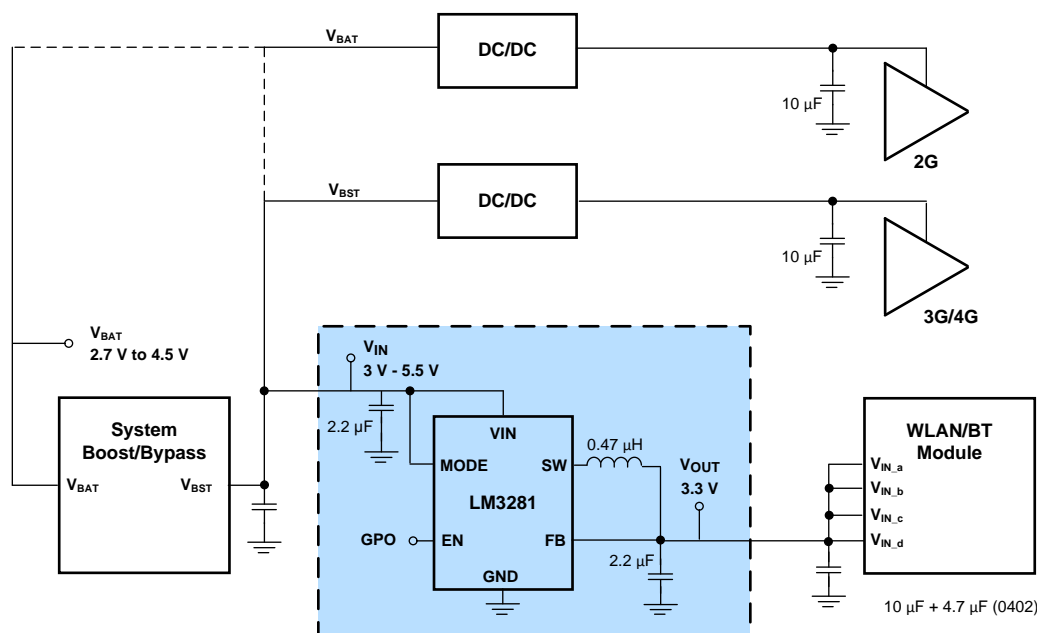 VBAT
DC/DC
10 µF
2G
VBST
DC/DC
10 µF
3G/4G
VBAT
2.7 V to 4.5 V
System
Boost/Bypass
VBAT
VBST
VIN
3 V - 5.5 V
2.2 µF
VIN
MODE
SW
LM3281
EN
FB
GND
GPO
0.47 µH
VOUT
3.3 V
2.2 µF
WLAN/BT
Module
VIN_a
VIN_b
VIN_c
VIN_d
10 µF + 4.7 µF (0402)